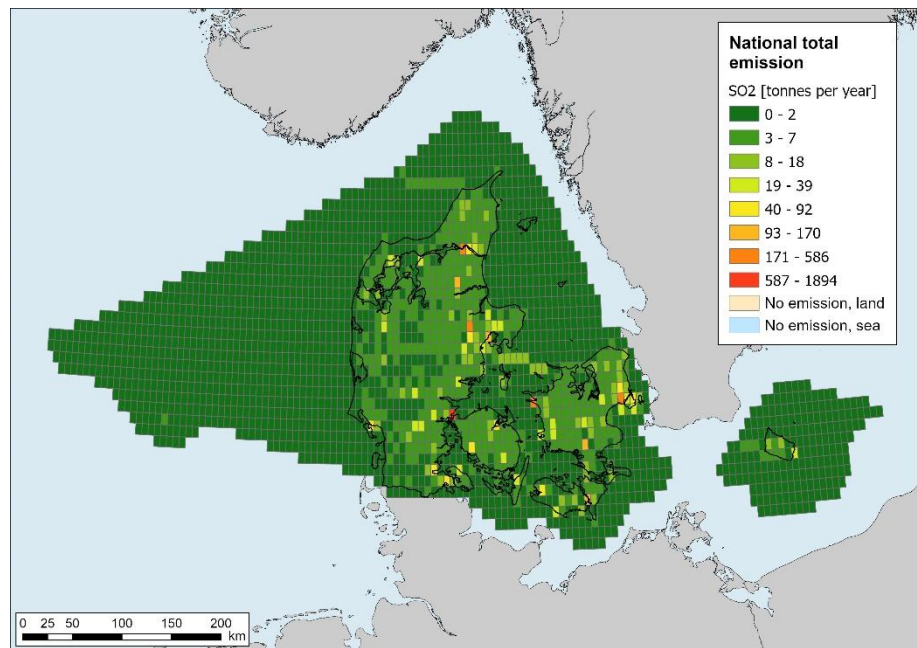 National total
emission
SO2 [tonnes per year]
0 - 2
3 - 7
8 - 18
19 - 39
40 - 92
93 - 170
171 - 586
587 - 1894
No emission, land
No emission, sea
0 25 50 100 150 200
km